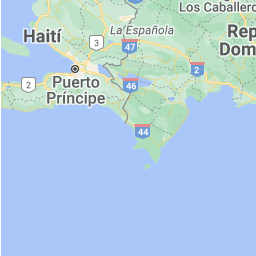 Los Caballero
La Española
Haití
3
47
Rep
Dom
2
Puerto
Príncipe
2
46
44